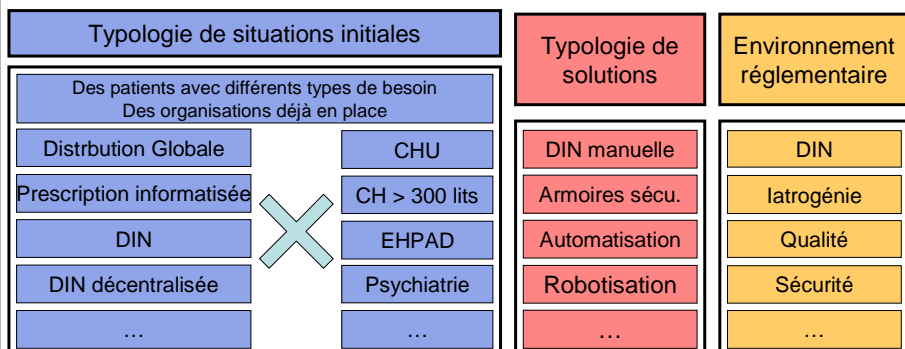 Typologie de situations initiales
Des patients avec différents types de besoin
Des organisations déjà en place
Distrbution Globale
Prescription informatisée
DIN
DIN décentralisée
…
CHU
CH > 300 lits
EHPAD
Psychiatrie
…
Typologie de
solutions
DIN manuelle
Armoires sécu.
Automatisation
Robotisation
…
Environnement
réglementaire
DIN
Iatrogénie
Qualité
Sécurité
…